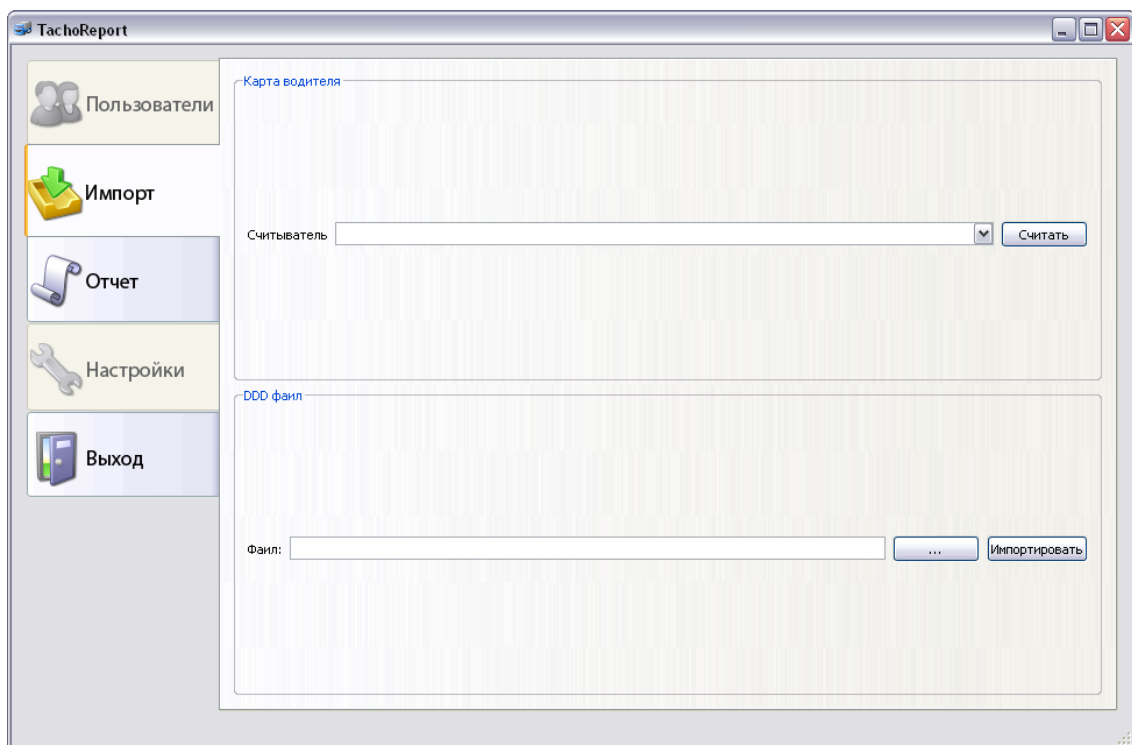 TachoReport
Пользователи
Импорт
Отчет
Настройки
Выход
Карта водителя
Считыватель
Считать
DDD фаил
Фаил:
...
Импортировать